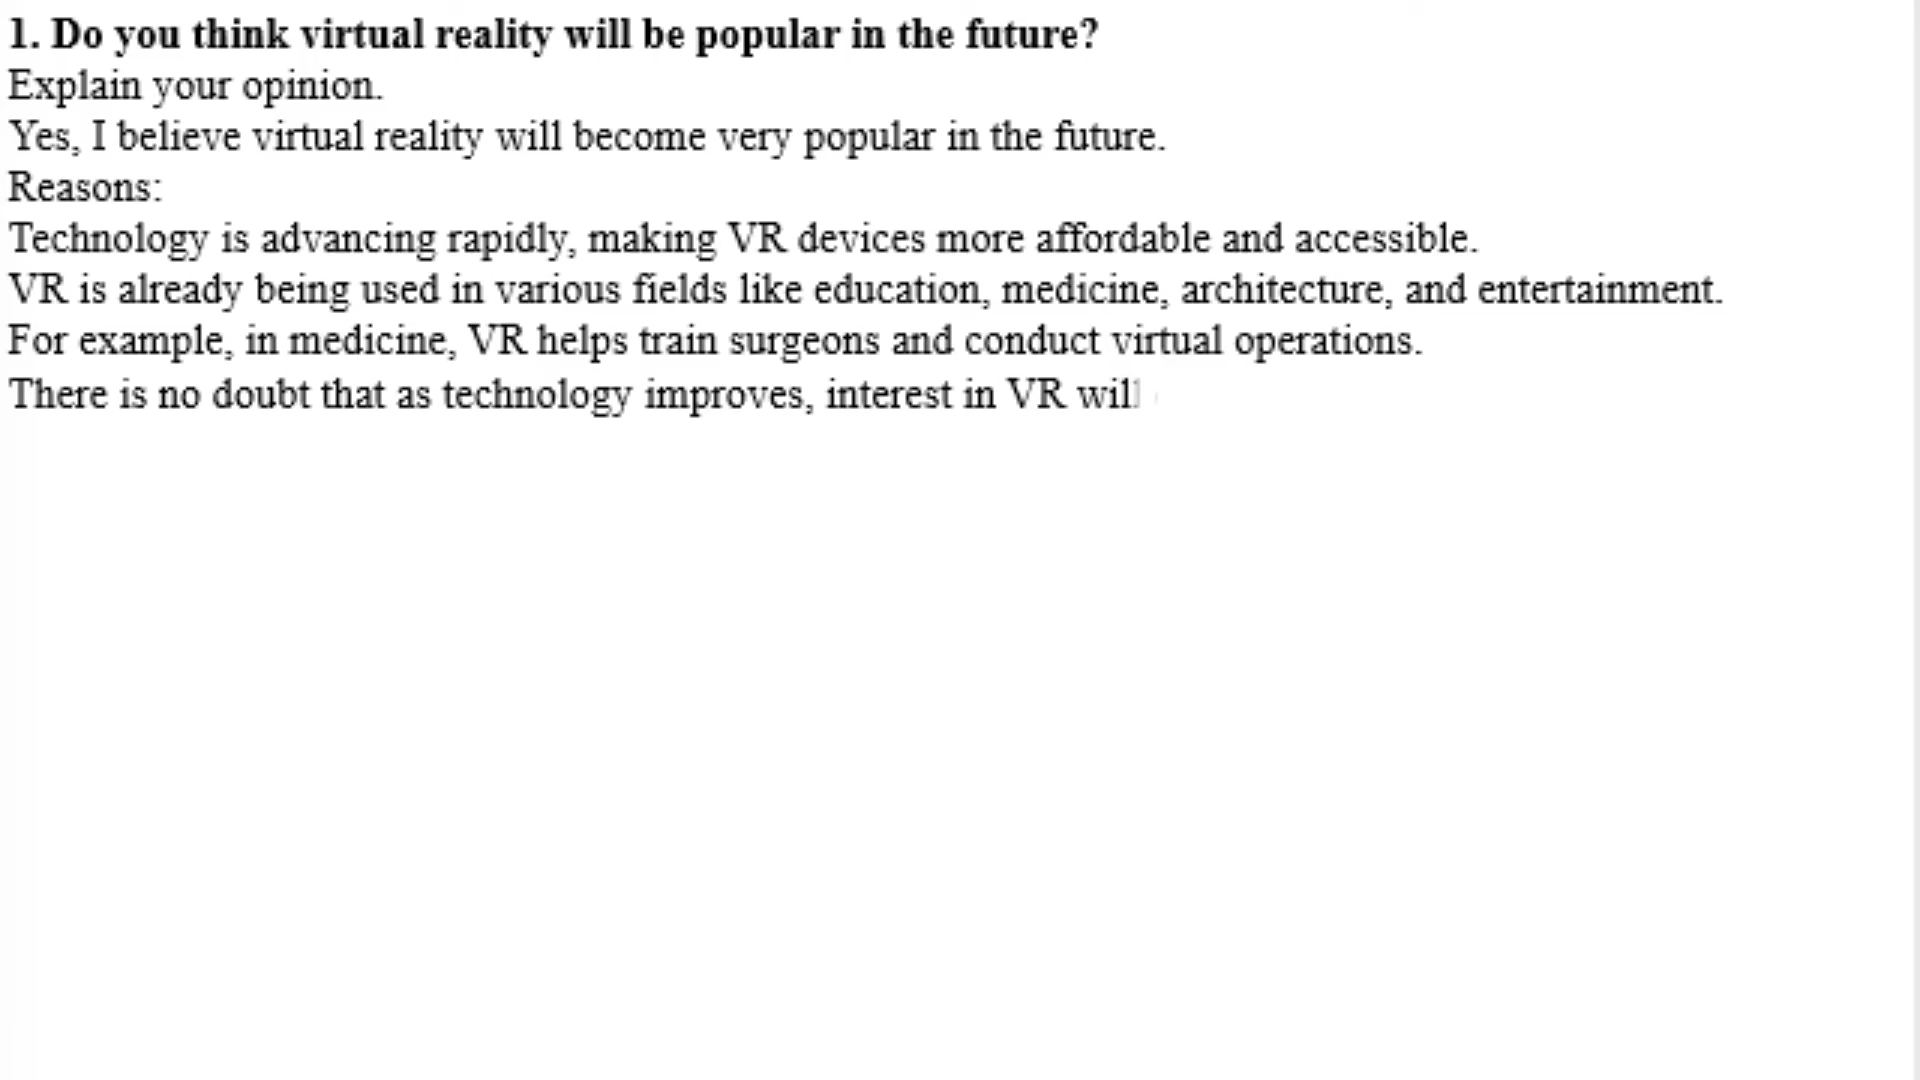 1. Do you think virtual reality will be popular in the future?
Explain your opinion.
Yes, I believe virtual reality will become very popular in the future.
Reasons:
Technology is advancing rapidly, making VR devices more affordable and accessible.
VR is already being used in various fields like education, medicine, architecture, and entertainment.
For example, in medicine, VR helps train surgeons and conduct virtual operations.
There is no doubt that as technology improves, interest in VR will